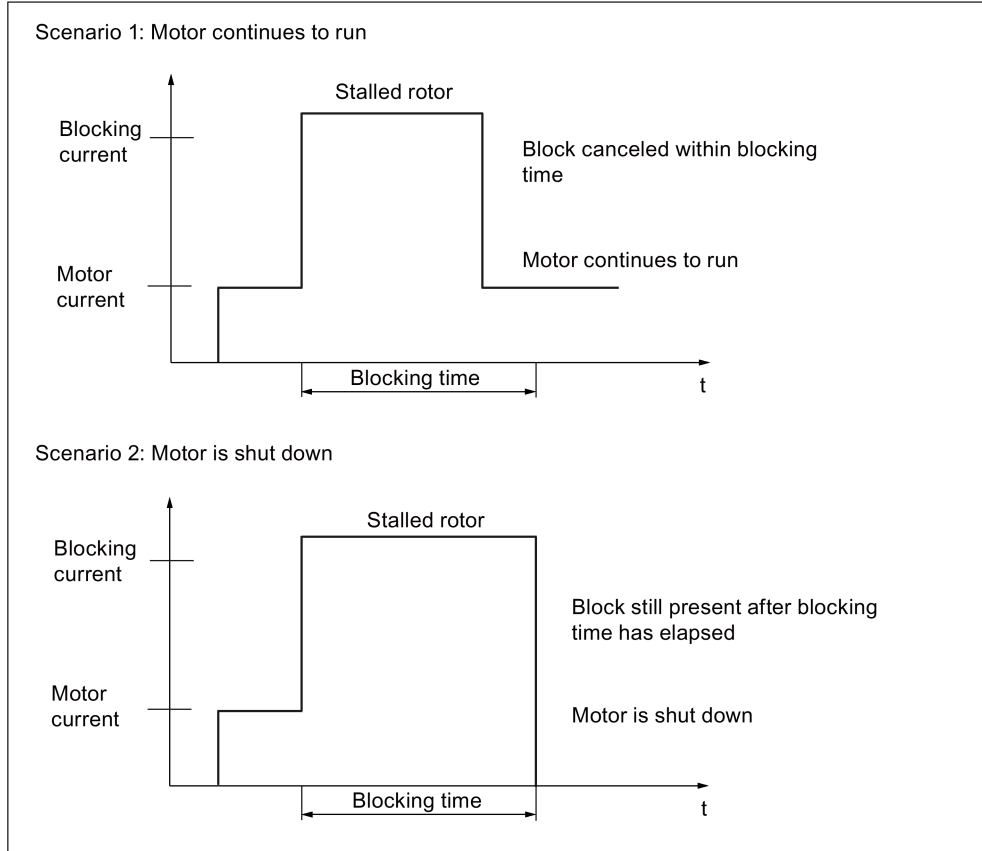 Scenario 1: Motor continues to run
Stalled rotor
Blocking
current
Block canceled within blocking
time
Motor continues to run
Motor
current
Blocking time
t
Scenario 2: Motor is shut down
Stalled rotor
Blocking
current
Block still present after blocking
time has elapsed
Motor
current
Motor is shut down
Blocking time
t